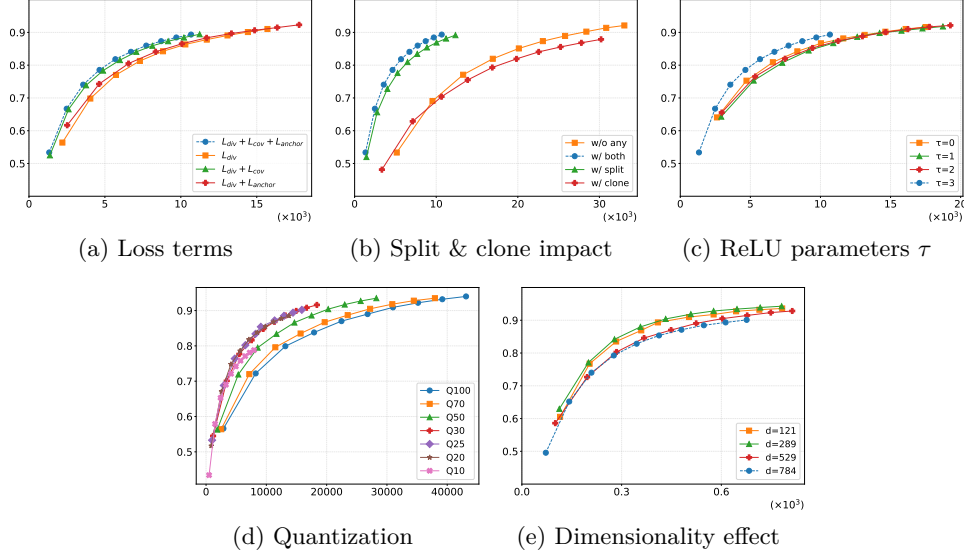 0.9
0.8
0.7
0.6
0.5
0
5
10
15
(×10³)
L_div + L_cov + L_anchor
L_div
L_div + L_cov
L_div + L_anchor
(a) Loss terms
0.9
0.8
0.7
0.6
0.5
0
5
10
15
20
25
30
(×10³)
w/o any
w/ both
w/ split
w/ clone
(b) Split & clone impact
0.9
0.8
0.7
0.6
0.5
0
5
10
15
20
(×10³)
τ=0
τ=1
τ=2
τ=3
(c) ReLU parameters τ
0.9
0.8
0.7
0.6
0.5
0
10000
20000
30000
40000
Q100
Q70
Q50
Q30
Q25
Q20
Q10
(d) Quantization
0.9
0.8
0.7
0.6
0.5
0.0
0.3
0.6
(×10³)
d=121
d=289
d=529
d=784
(e) Dimensionality effect